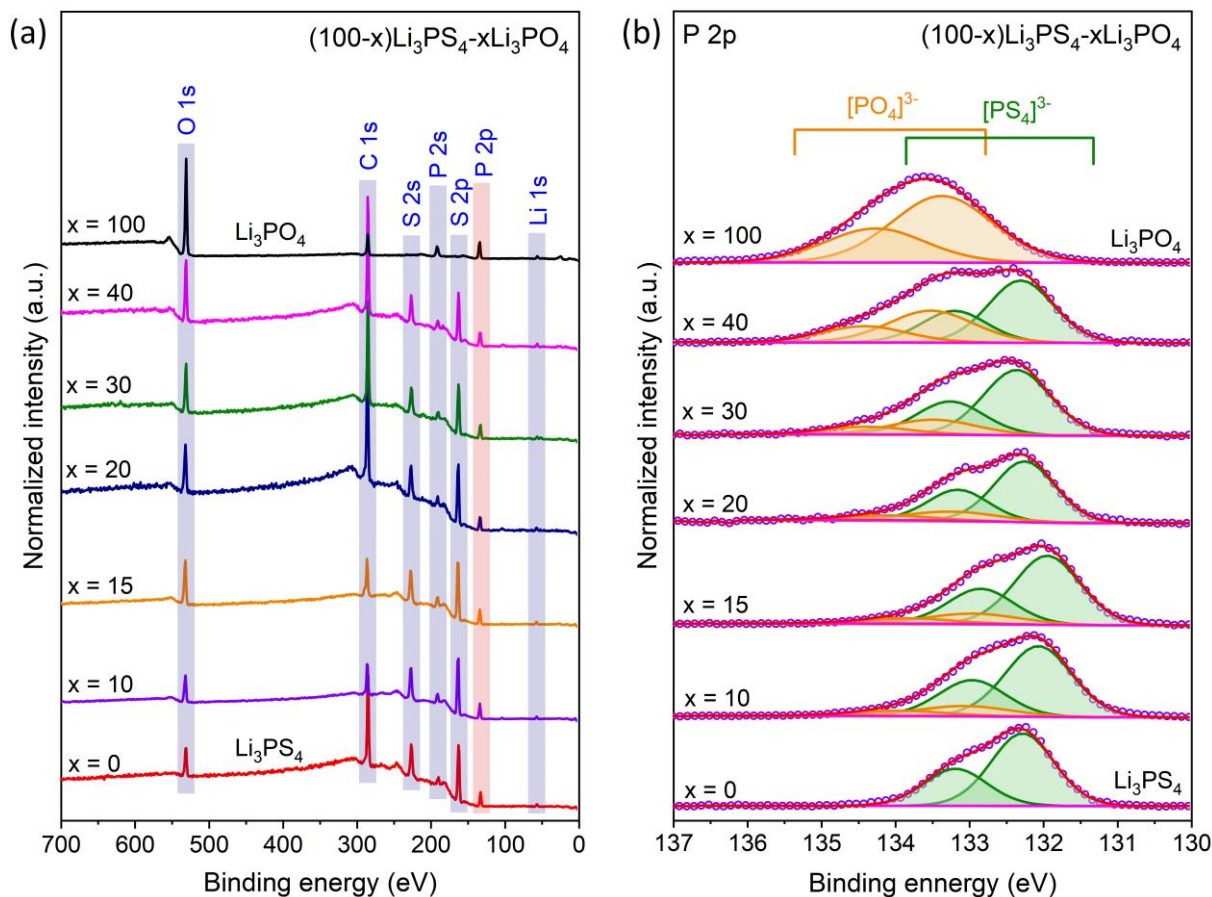 (a)
(100-x)Li₃PS₄-xLi₃PO₄
O 1s
C 1s
S 2s
P 2s
S 2p
P 2p
Li 1s
x = 100
Li₃PO₄
x = 40
x = 30
x = 20
x = 15
x = 10
Li₃PS₄
x = 0
Normalized intensity (a.u.)
700 600 500 400 300 200 100 0
Binding energy (eV)
(b)
P 2p
(100-x)Li₃PS₄-xLi₃PO₄
[PO₄]³⁻
[PS₄]³⁻
x = 100
Li₃PO₄
x = 40
x = 30
x = 20
x = 15
x = 10
x = 0
Li₃PS₄
Normalized intensity (a.u.)
137 136 135 134 133 132 131 130
Binding ennergy (eV)